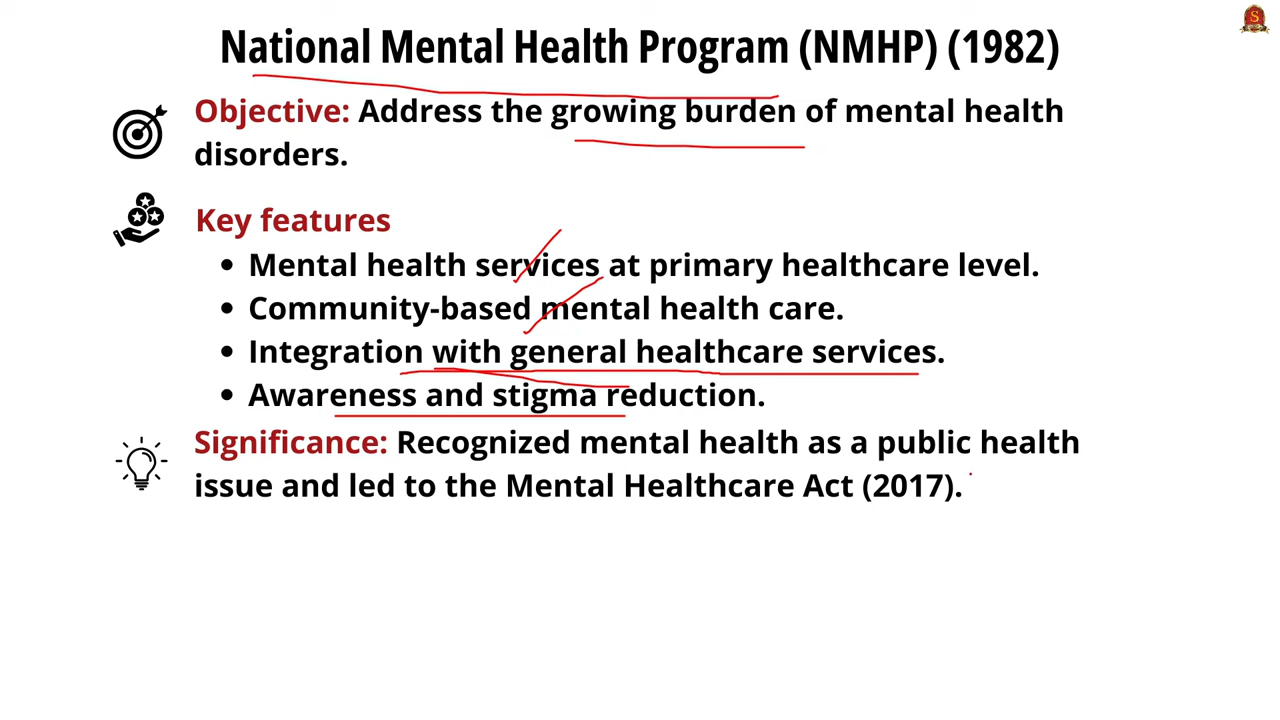 National Mental Health Program (NMHP) (1982)
Objective: Address the growing burden of mental health
disorders.
Key features
• Mental health services at primary healthcare level.
• Community-based mental health care.
• Integration with general healthcare services.
• Awareness and stigma reduction.
Significance: Recognized mental health as a public health
issue and led to the Mental Healthcare Act (2017).
S